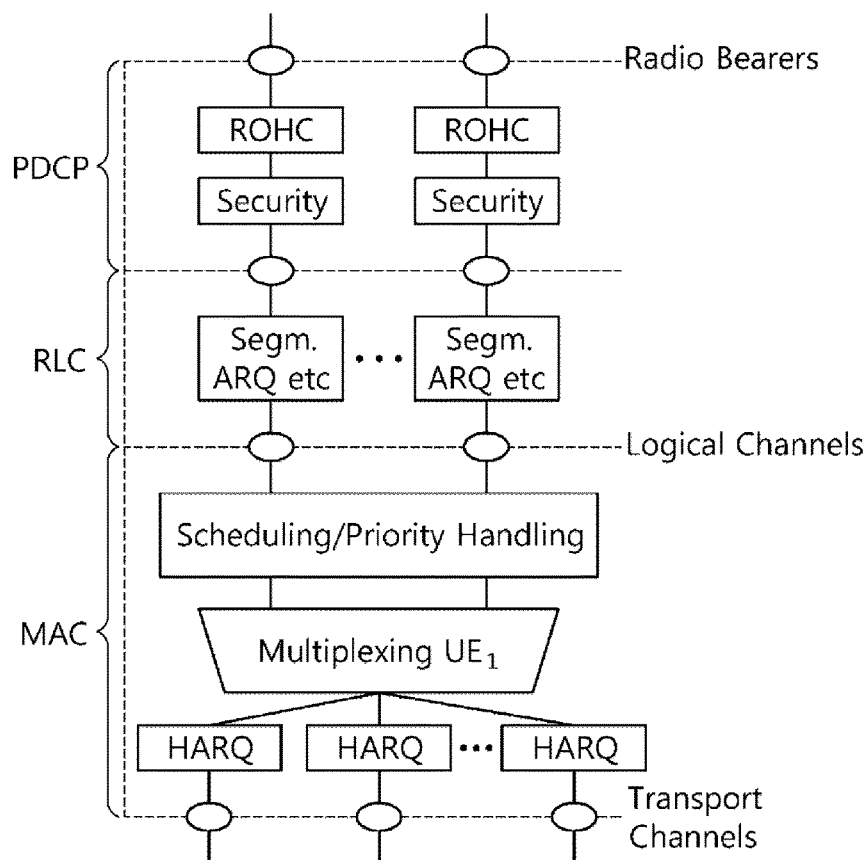 Radio Bearers
ROHC ROHC
PDCP
Security Security
Segm. Segm.
ARQ etc ... ARQ etc
RLC
Logical Channels
Scheduling/Priority Handling
MAC
Multiplexing UE₁
HARQ HARQ ... HARQ
Transport
Channels